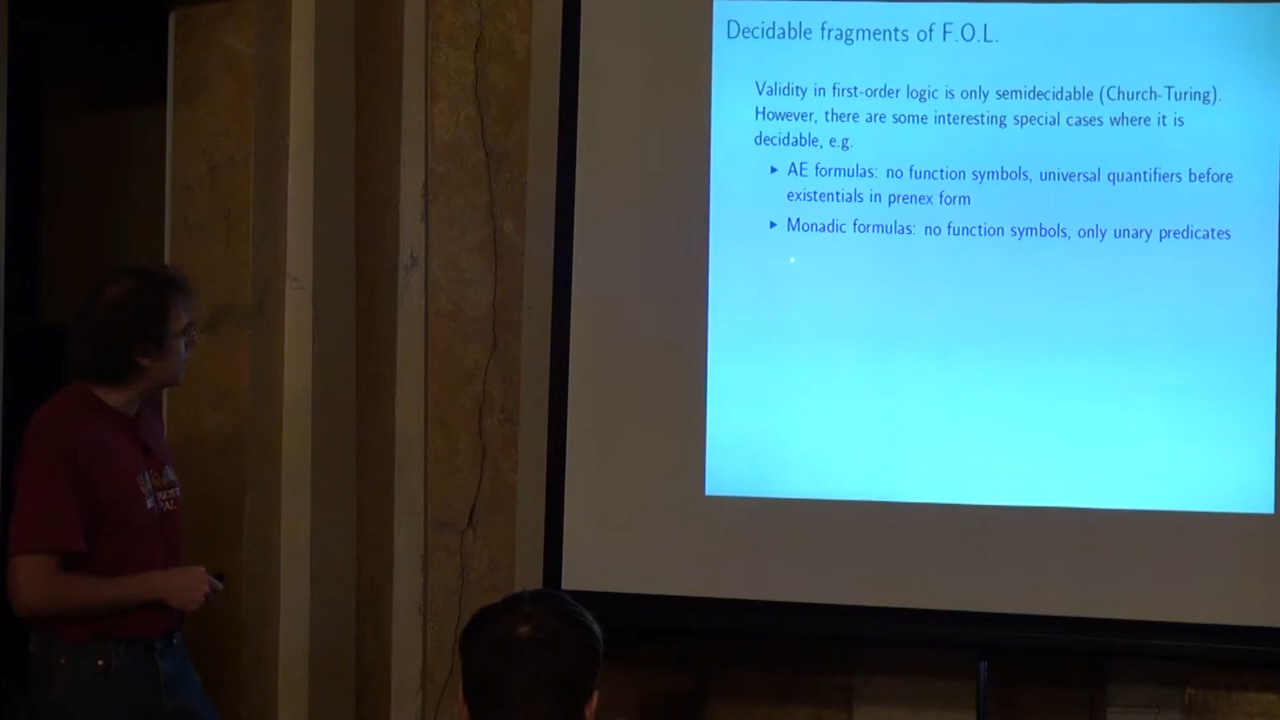 Decidable fragments of F.O.L.
Validity in first-order logic is only semidecidable (Church-Turing).
However, there are some interesting special cases where it is
decidable, e.g.
▸ AE formulas: no function symbols, universal quantifiers before
existentials in prenex form
▸ Monadic formulas: no function symbols, only unary predicates